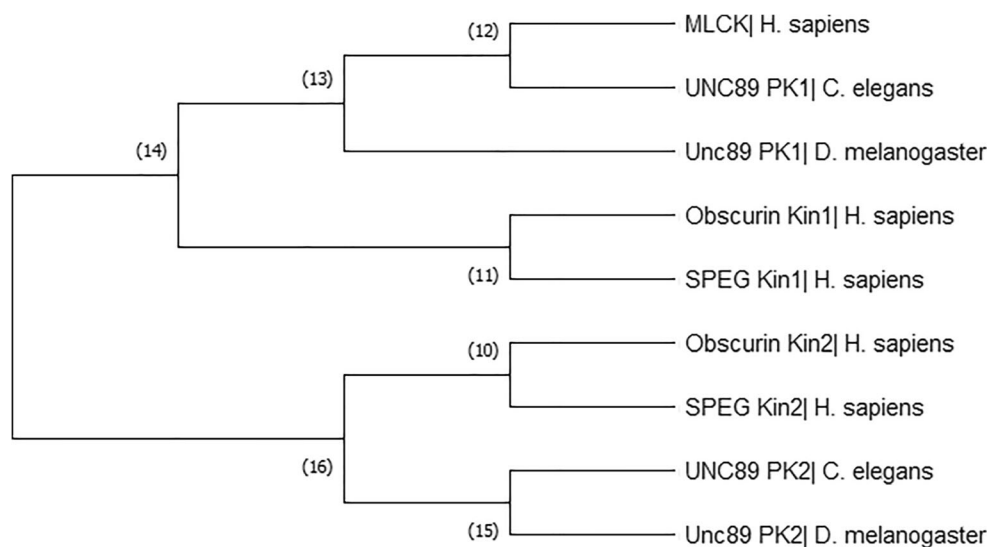 (12)
MLCK| H. sapiens
(13)
UNC89 PK1| C. elegans
(14)
Unc89 PK1| D. melanogaster
Obscurin Kin1| H. sapiens
(11)
SPEG Kin1| H. sapiens
(10)
Obscurin Kin2| H. sapiens
SPEG Kin2| H. sapiens
(16)
UNC89 PK2| C. elegans
(15)
Unc89 PK2| D. melanogaster